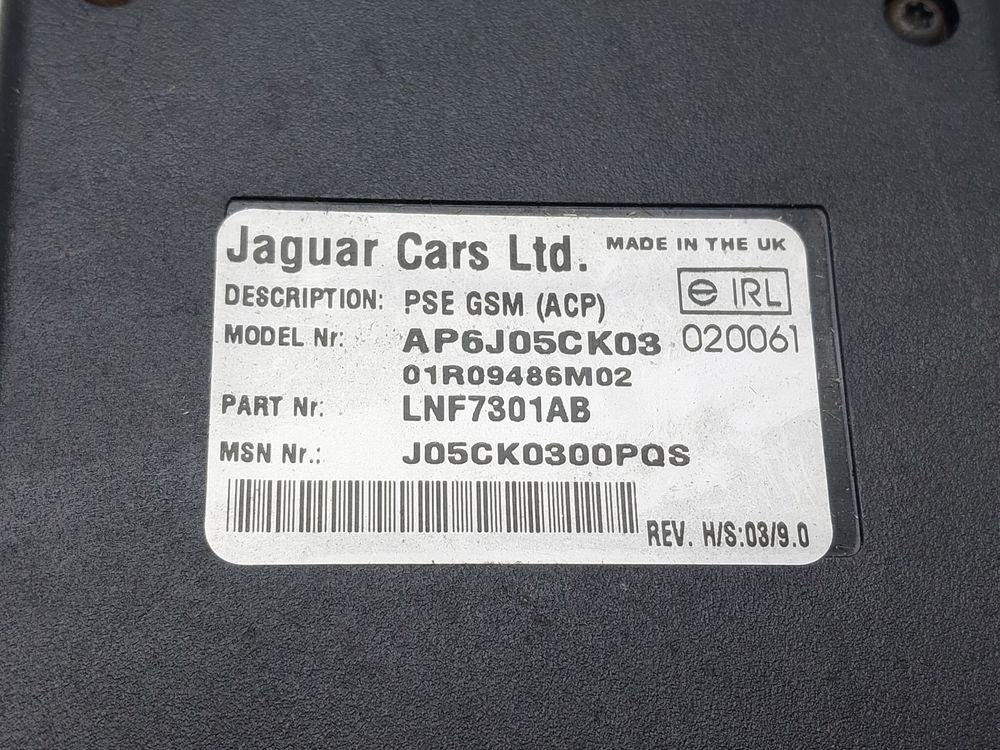 Jaguar Cars Ltd. MADE IN THE UK
DESCRIPTION: PSE GSM (ACP) e IRL
MODEL Nr: AP6J05CK03 020061
01R09486M02
PART Nr: LNF7301AB
MSN Nr.: J05CK0300PQS
REV. H/S:03/9.0